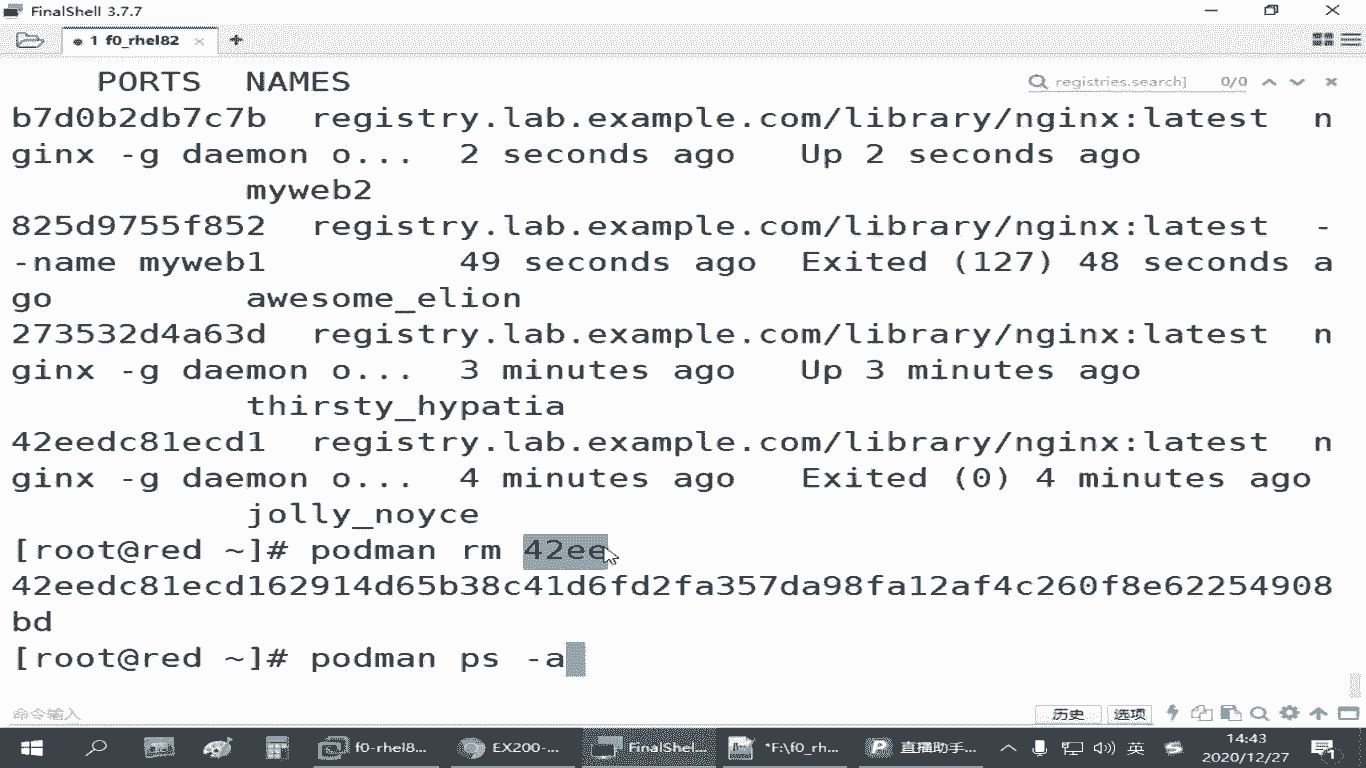 FinalShell 3.7.7
1 f0_rhel82
PORTS NAMES
registries.search] 0/0
b7d0b2db7c7b registry.lab.example.com/library/nginx:latest n
ginx -g daemon o... 2 seconds ago Up 2 seconds ago
myweb2
825d9755f852 registry.lab.example.com/library/nginx:latest -
-name myweb1 49 seconds ago Exited (127) 48 seconds a
go awesome_elion
273532d4a63d registry.lab.example.com/library/nginx:latest n
ginx -g daemon o... 3 minutes ago Up 3 minutes ago
thirsty_hypatia
42eedc81ecd1 registry.lab.example.com/library/nginx:latest n
ginx -g daemon o... 4 minutes ago Exited (0) 4 minutes ago
jolly_noyce
[root@red ~]# podman rm 42ee
42eedc81ecd162914d65b38c41d6fd2fa357da98fa12af4c260f8e62254908
bd
[root@red ~]# podman ps -a
命令输入 历史 选项
f0-rhel8... EX200-... FinalShel... *F:\f0_rh... 直播助手... 英 14:43
2020/12/27